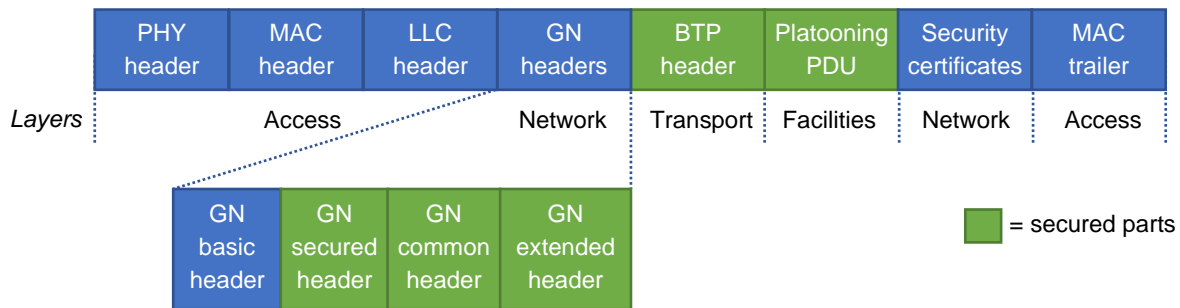 PHY header
MAC header
LLC header
GN headers
BTP header
Platooning PDU
Security certificates
MAC trailer
Layers
Access
Network
Transport
Facilities
Network
Access
GN basic header
GN secured header
GN common header
GN extended header
= secured parts